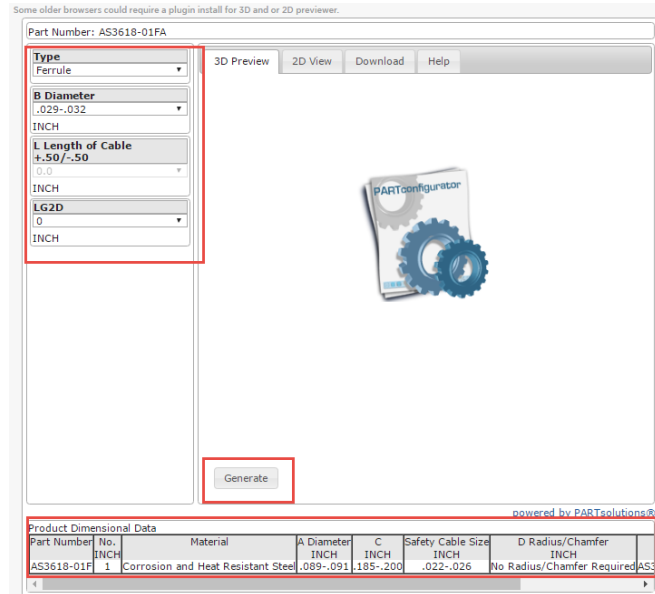 Some older browsers could require a plugin install for 3D and or 2D previewer.
Part Number: AS3618-01FA
Type
Ferrule
B Diameter
.029-.032
INCH
L Length of Cable
+.50/-.50
0.0
INCH
LG2D
0
INCH
3D Preview 2D View Download Help
PARTconfigurator
Generate
powered by PARTsolutions®
Product Dimensional Data
Part Number No. Material A Diameter C Safety Cable Size D Radius/Chamfer
INCH INCH INCH INCH INCH
AS3618-01F 1 Corrosion and Heat Resistant Steel .089-.091 .185-.200 .022-.026 No Radius/Chamfer Required AS3